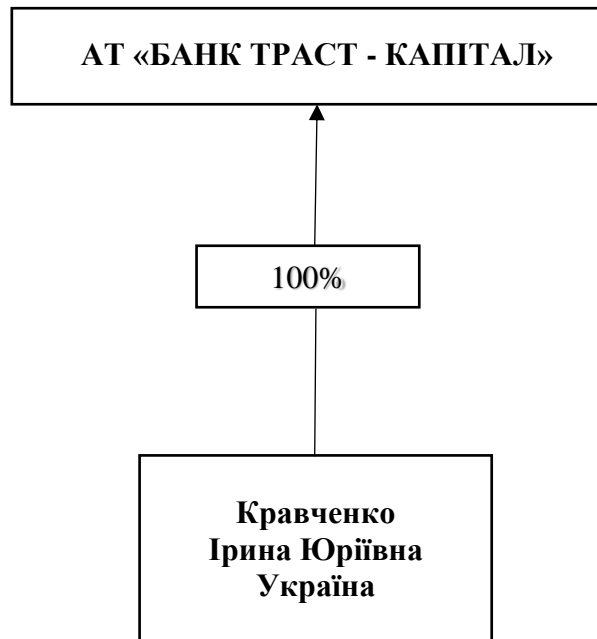 АТ «БАНК ТРАСТ - КАПІТАЛ»
100%
Кравченко
Ірина Юріївна
Україна